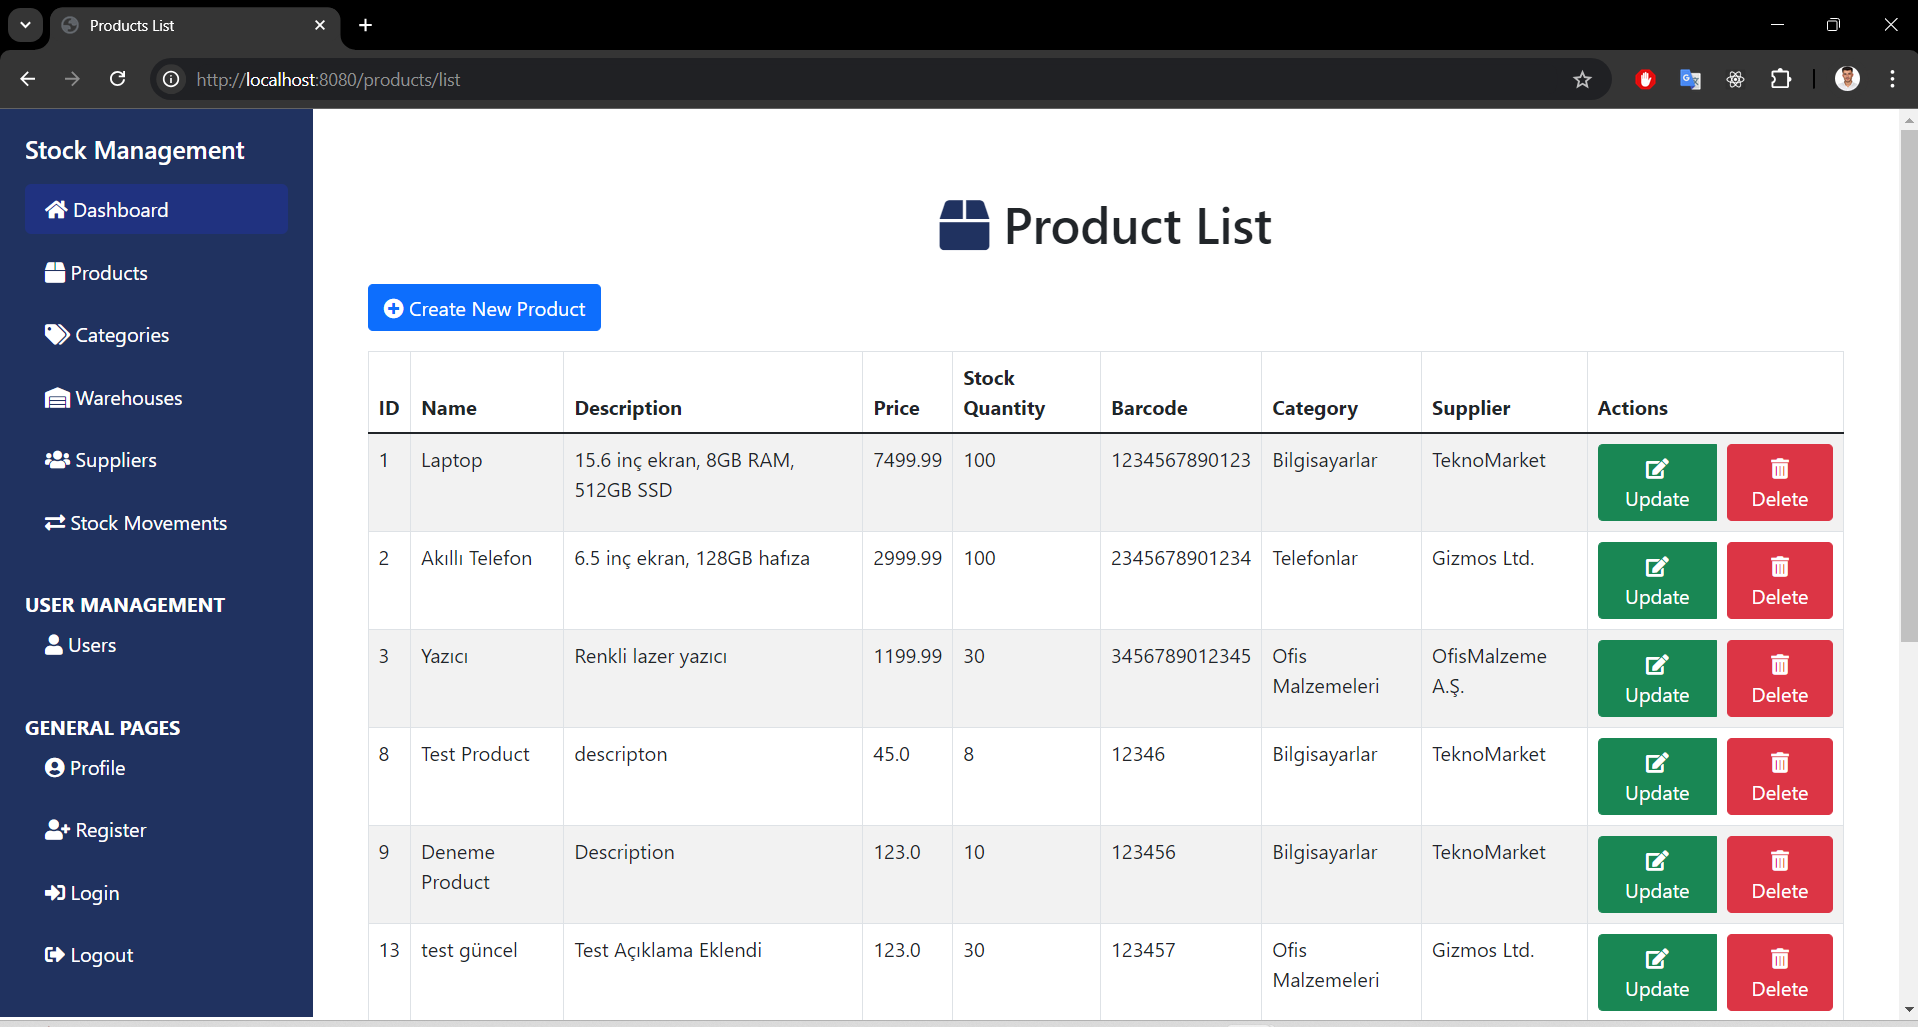 Products List
http://localhost:8080/products/list
Stock Management
Dashboard
Products
Categories
Warehouses
Suppliers
Stock Movements
USER MANAGEMENT
Users
GENERAL PAGES
Profile
Register
Login
Logout
Product List
Create New Product
ID Name Description Price Stock Quantity Barcode Category Supplier Actions
1 Laptop 15.6 inç ekran, 8GB RAM, 7499.99 100 1234567890123 Bilgisayarlar TeknoMarket
512GB SSD
Update Delete
2 Akıllı Telefon 6.5 inç ekran, 128GB hafıza 2999.99 100 2345678901234 Telefonlar Gizmos Ltd.
Update Delete
3 Yazıcı Renkli lazer yazıcı 1199.99 30 3456789012345 Ofis OfisMalzeme
Malzemeleri A.Ş.
Update Delete
8 Test Product descripton 45.0 8 12346 Bilgisayarlar TeknoMarket
Update Delete
9 Deneme Description 123.0 10 123456 Bilgisayarlar TeknoMarket
Product
Update Delete
13 test güncel Test Açıklama Eklendi 123.0 30 123457 Ofis Gizmos Ltd.
Malzemeleri
Update Delete